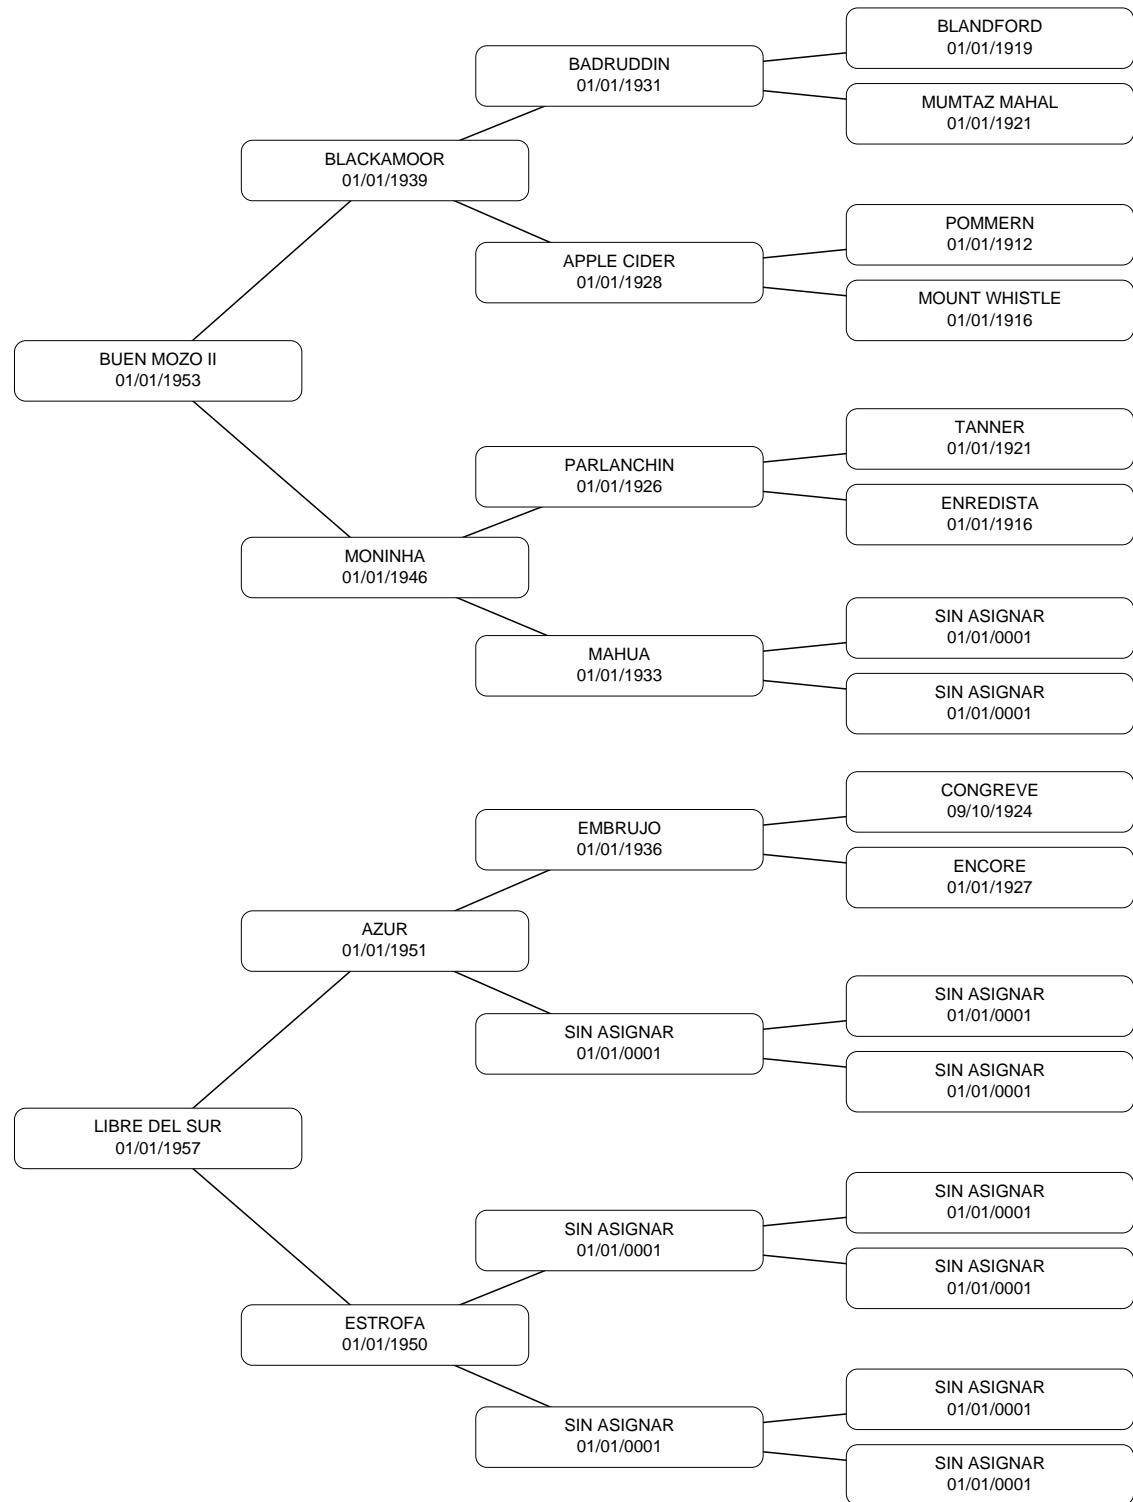 BLANDFORD
01/01/1919
BADRUDDIN
01/01/1931
MUMTAZ MAHAL
01/01/1921
BLACKAMOOR
01/01/1939
POMMERN
01/01/1912
APPLE CIDER
01/01/1928
MOUNT WHISTLE
01/01/1916
BUEN MOZO II
01/01/1953
TANNER
01/01/1921
PARLANCHIN
01/01/1926
ENREDISTA
01/01/1916
MONINHA
01/01/1946
SIN ASIGNAR
01/01/0001
MAHUA
01/01/1933
SIN ASIGNAR
01/01/0001
CONGREVE
09/10/1924
EMBRUJO
01/01/1936
ENCORE
01/01/1927
AZUR
01/01/1951
SIN ASIGNAR
01/01/0001
SIN ASIGNAR
01/01/0001
SIN ASIGNAR
01/01/0001
LIBRE DEL SUR
01/01/1957
SIN ASIGNAR
01/01/0001
SIN ASIGNAR
01/01/0001
SIN ASIGNAR
01/01/0001
ESTROFA
01/01/1950
SIN ASIGNAR
01/01/0001
SIN ASIGNAR
01/01/0001
SIN ASIGNAR
01/01/0001